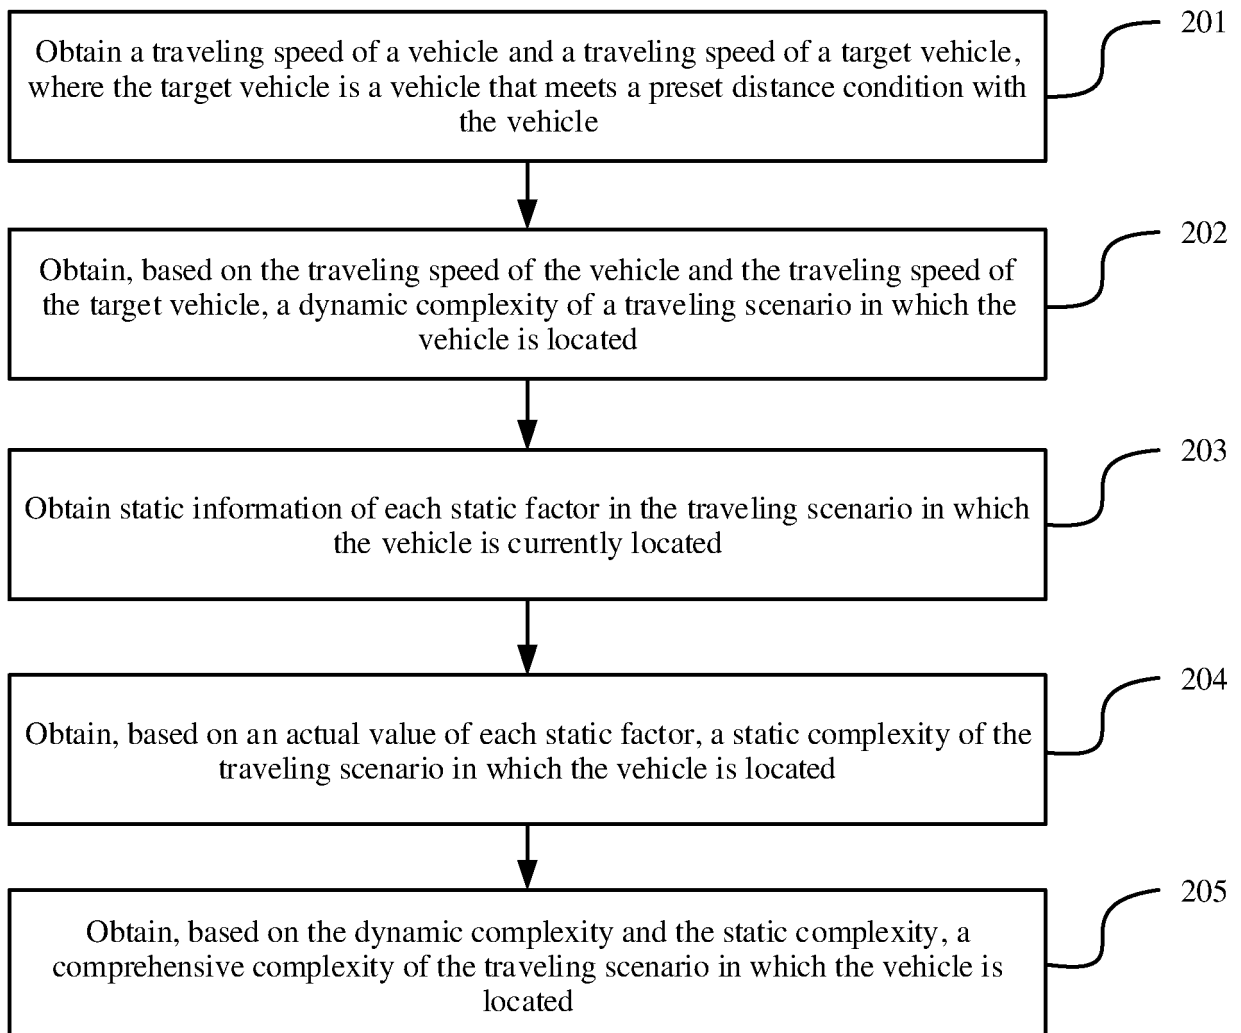 Obtain a traveling speed of a vehicle and a traveling speed of a target vehicle,
where the target vehicle is a vehicle that meets a preset distance condition with
the vehicle
201
Obtain, based on the traveling speed of the vehicle and the traveling speed of
the target vehicle, a dynamic complexity of a traveling scenario in which the
vehicle is located
202
Obtain static information of each static factor in the traveling scenario in which
the vehicle is currently located
203
Obtain, based on an actual value of each static factor, a static complexity of the
traveling scenario in which the vehicle is located
204
Obtain, based on the dynamic complexity and the static complexity, a
comprehensive complexity of the traveling scenario in which the vehicle is
located
205